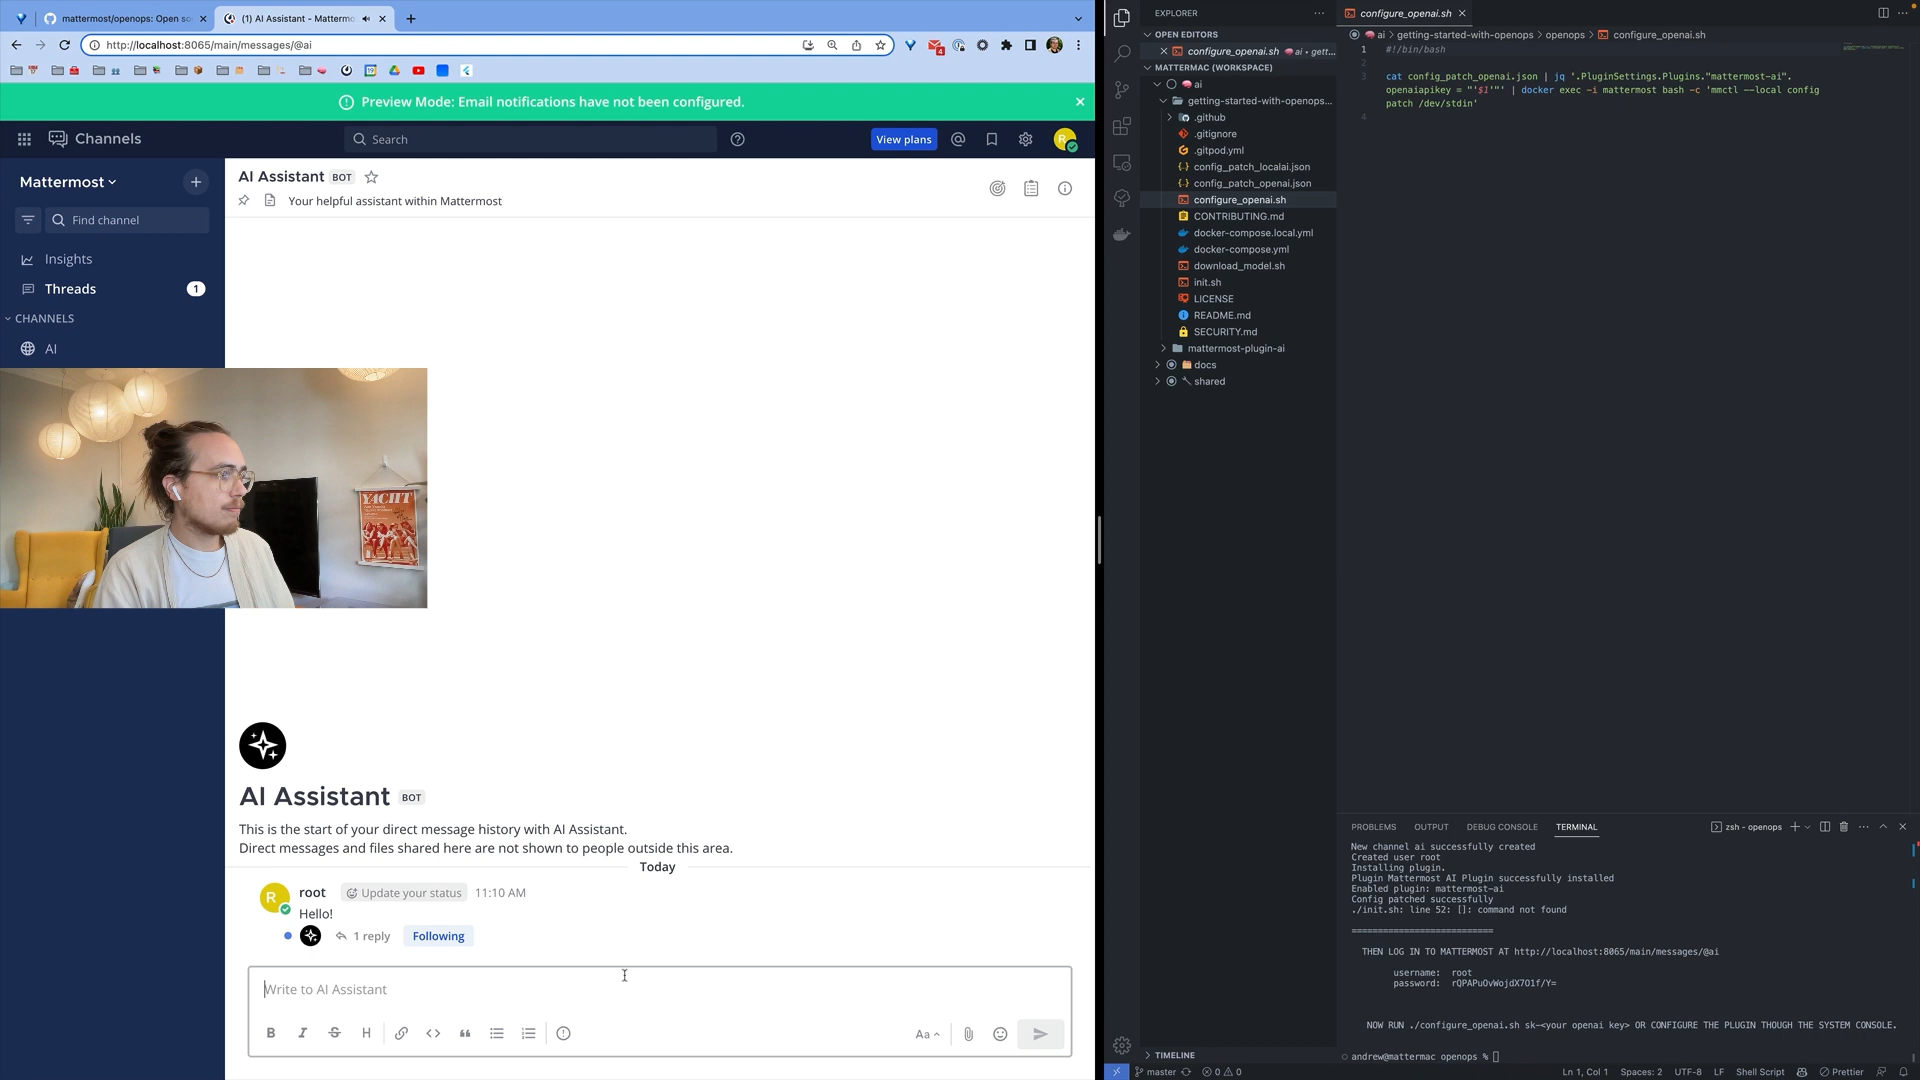 mattermost/openops: Open so
(1) AI Assistant - Mattermo
http://localhost:8065/main/messages/@ai
Preview Mode: Email notifications have not been configured.
Channels
Search
View plans
R
Mattermost
Find channel
Insights
Threads
1
CHANNELS
AI
AI Assistant BOT
Your helpful assistant within Mattermost
YACHT
AI Assistant BOT
This is the start of your direct message history with AI Assistant.
Direct messages and files shared here are not shown to people outside this area.
Today
R
root Update your status 11:10 AM
Hello!
1 reply Following
Write to AI Assistant
B I S H
Aa
EXPLORER
OPEN EDITORS
configure_openai.sh ai • gett...
MATTERMAC (WORKSPACE)
ai
getting-started-with-openops...
.github
.gitignore
.gitpod.yml
config_patch_localai.json
config_patch_openai.json
configure_openai.sh
CONTRIBUTING.md
docker-compose.local.yml
docker-compose.yml
download_model.sh
init.sh
LICENSE
README.md
SECURITY.md
mattermost-plugin-ai
docs
shared
TIMELINE
configure_openai.sh
ai > getting-started-with-openops > openops > configure_openai.sh
1 #!/bin/bash
2
3 cat config_patch_openai.json | jq '.PluginSettings.Plugins."mattermost-ai".
openaiapikey = "'$1'"' | docker exec -i mattermost bash -c 'mmctl --local config
patch /dev/stdin'
4
PROBLEMS OUTPUT DEBUG CONSOLE TERMINAL
zsh - openops
New channel ai successfully created
Created user root
Installing plugin.
Plugin Mattermost AI Plugin successfully installed
Enabled plugin: mattermost-ai
Config patched successfully
./init.sh: line 52: []: command not found
===========================
THEN LOG IN TO MATTERMOST AT http://localhost:8065/main/messages/@ai
username: root
password: rQPAPuOvWojdX7O1f/Y=
NOW RUN ./configure_openai.sh sk-<your openai key> OR CONFIGURE THE PLUGIN THOUGH THE SYSTEM CONSOLE.
andrew@mattermac openops %
master 0 0
Ln 1, Col 1 Spaces: 2 UTF-8 LF Shell Script Prettier